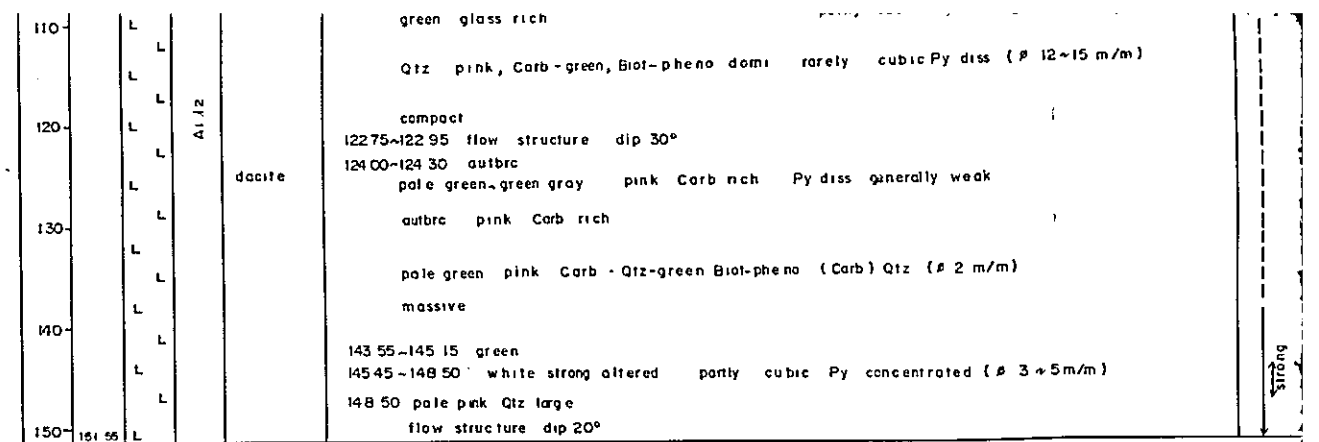 110
green glass rich
Qtz pink, Carb-green, Biot-pheno domi rarely cubic Py diss (ø 12~15 m/m)
compact
120
122 75~122 95 flow structure dip 30°
124 00~124 30 autbrc
dacite
pale green~green gray pink Carb rich Py diss generally weak
autbrc pink Carb rich
130
pale green pink Carb - Qtz-green Biot-pheno (Carb) Qtz (ø 2 m/m)
massive
140
143 55~145 15 green
145 45~148 50 white strong altered partly cubic Py concentrated (ø 3~5m/m)
strong
148 50 pale pink Qtz large
flow structure dip 20°
150
151 55